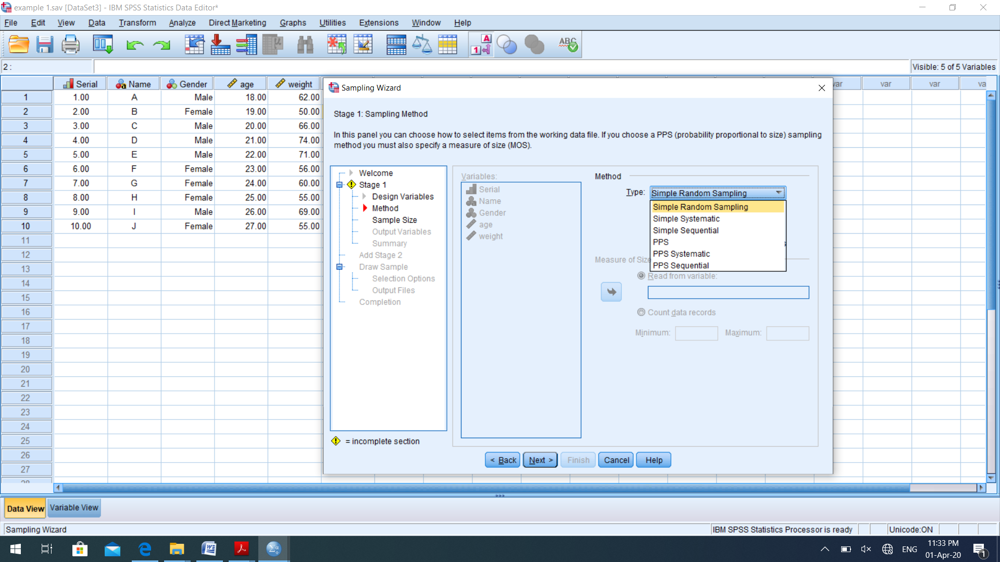 example 1.sav [DataSet3] - IBM SPSS Statistics Data Editor*
File Edit View Data Transform Analyze Direct Marketing Graphs Utilities Extensions Window Help
2 :
Visible: 5 of 5 Variables
Serial Name Gender age weight var var var va
1 1.00 A Male 18.00 62.00
2 2.00 B Female 19.00 50.00
3 3.00 C Male 20.00 66.00
4 4.00 D Male 21.00 74.00
5 5.00 E Male 22.00 71.00
6 6.00 F Female 23.00 56.00
7 7.00 G Female 24.00 60.00
8 8.00 H Female 25.00 55.00
9 9.00 I Male 26.00 69.00
10 10.00 J Female 27.00 55.00
11
12
13
14
15
16
17
18
19
20
21
22
23
24
25
26
27
28
Sampling Wizard
Stage 1: Sampling Method
In this panel you can choose how to select items from the working data file. If you choose a PPS (probability proportional to size) sampling
method you must also specify a measure of size (MOS).
Welcome
Stage 1
Design Variables
Method
Sample Size
Output Variables
Summary
Add Stage 2
Draw Sample
Selection Options
Output Files
Completion
= incomplete section
Variables:
Serial
Name
Gender
age
weight
Method
Type: Simple Random Sampling
Simple Random Sampling
Simple Systematic
Simple Sequential
PPS
PPS Systematic
PPS Sequential
Measure of Size
Read from variable:
Count data records
Minimum: Maximum:
< Back Next > Finish Cancel Help
Data View Variable View
Sampling Wizard
IBM SPSS Statistics Processor is ready
Unicode:ON
ENG
11:33 PM
01-Apr-20
1